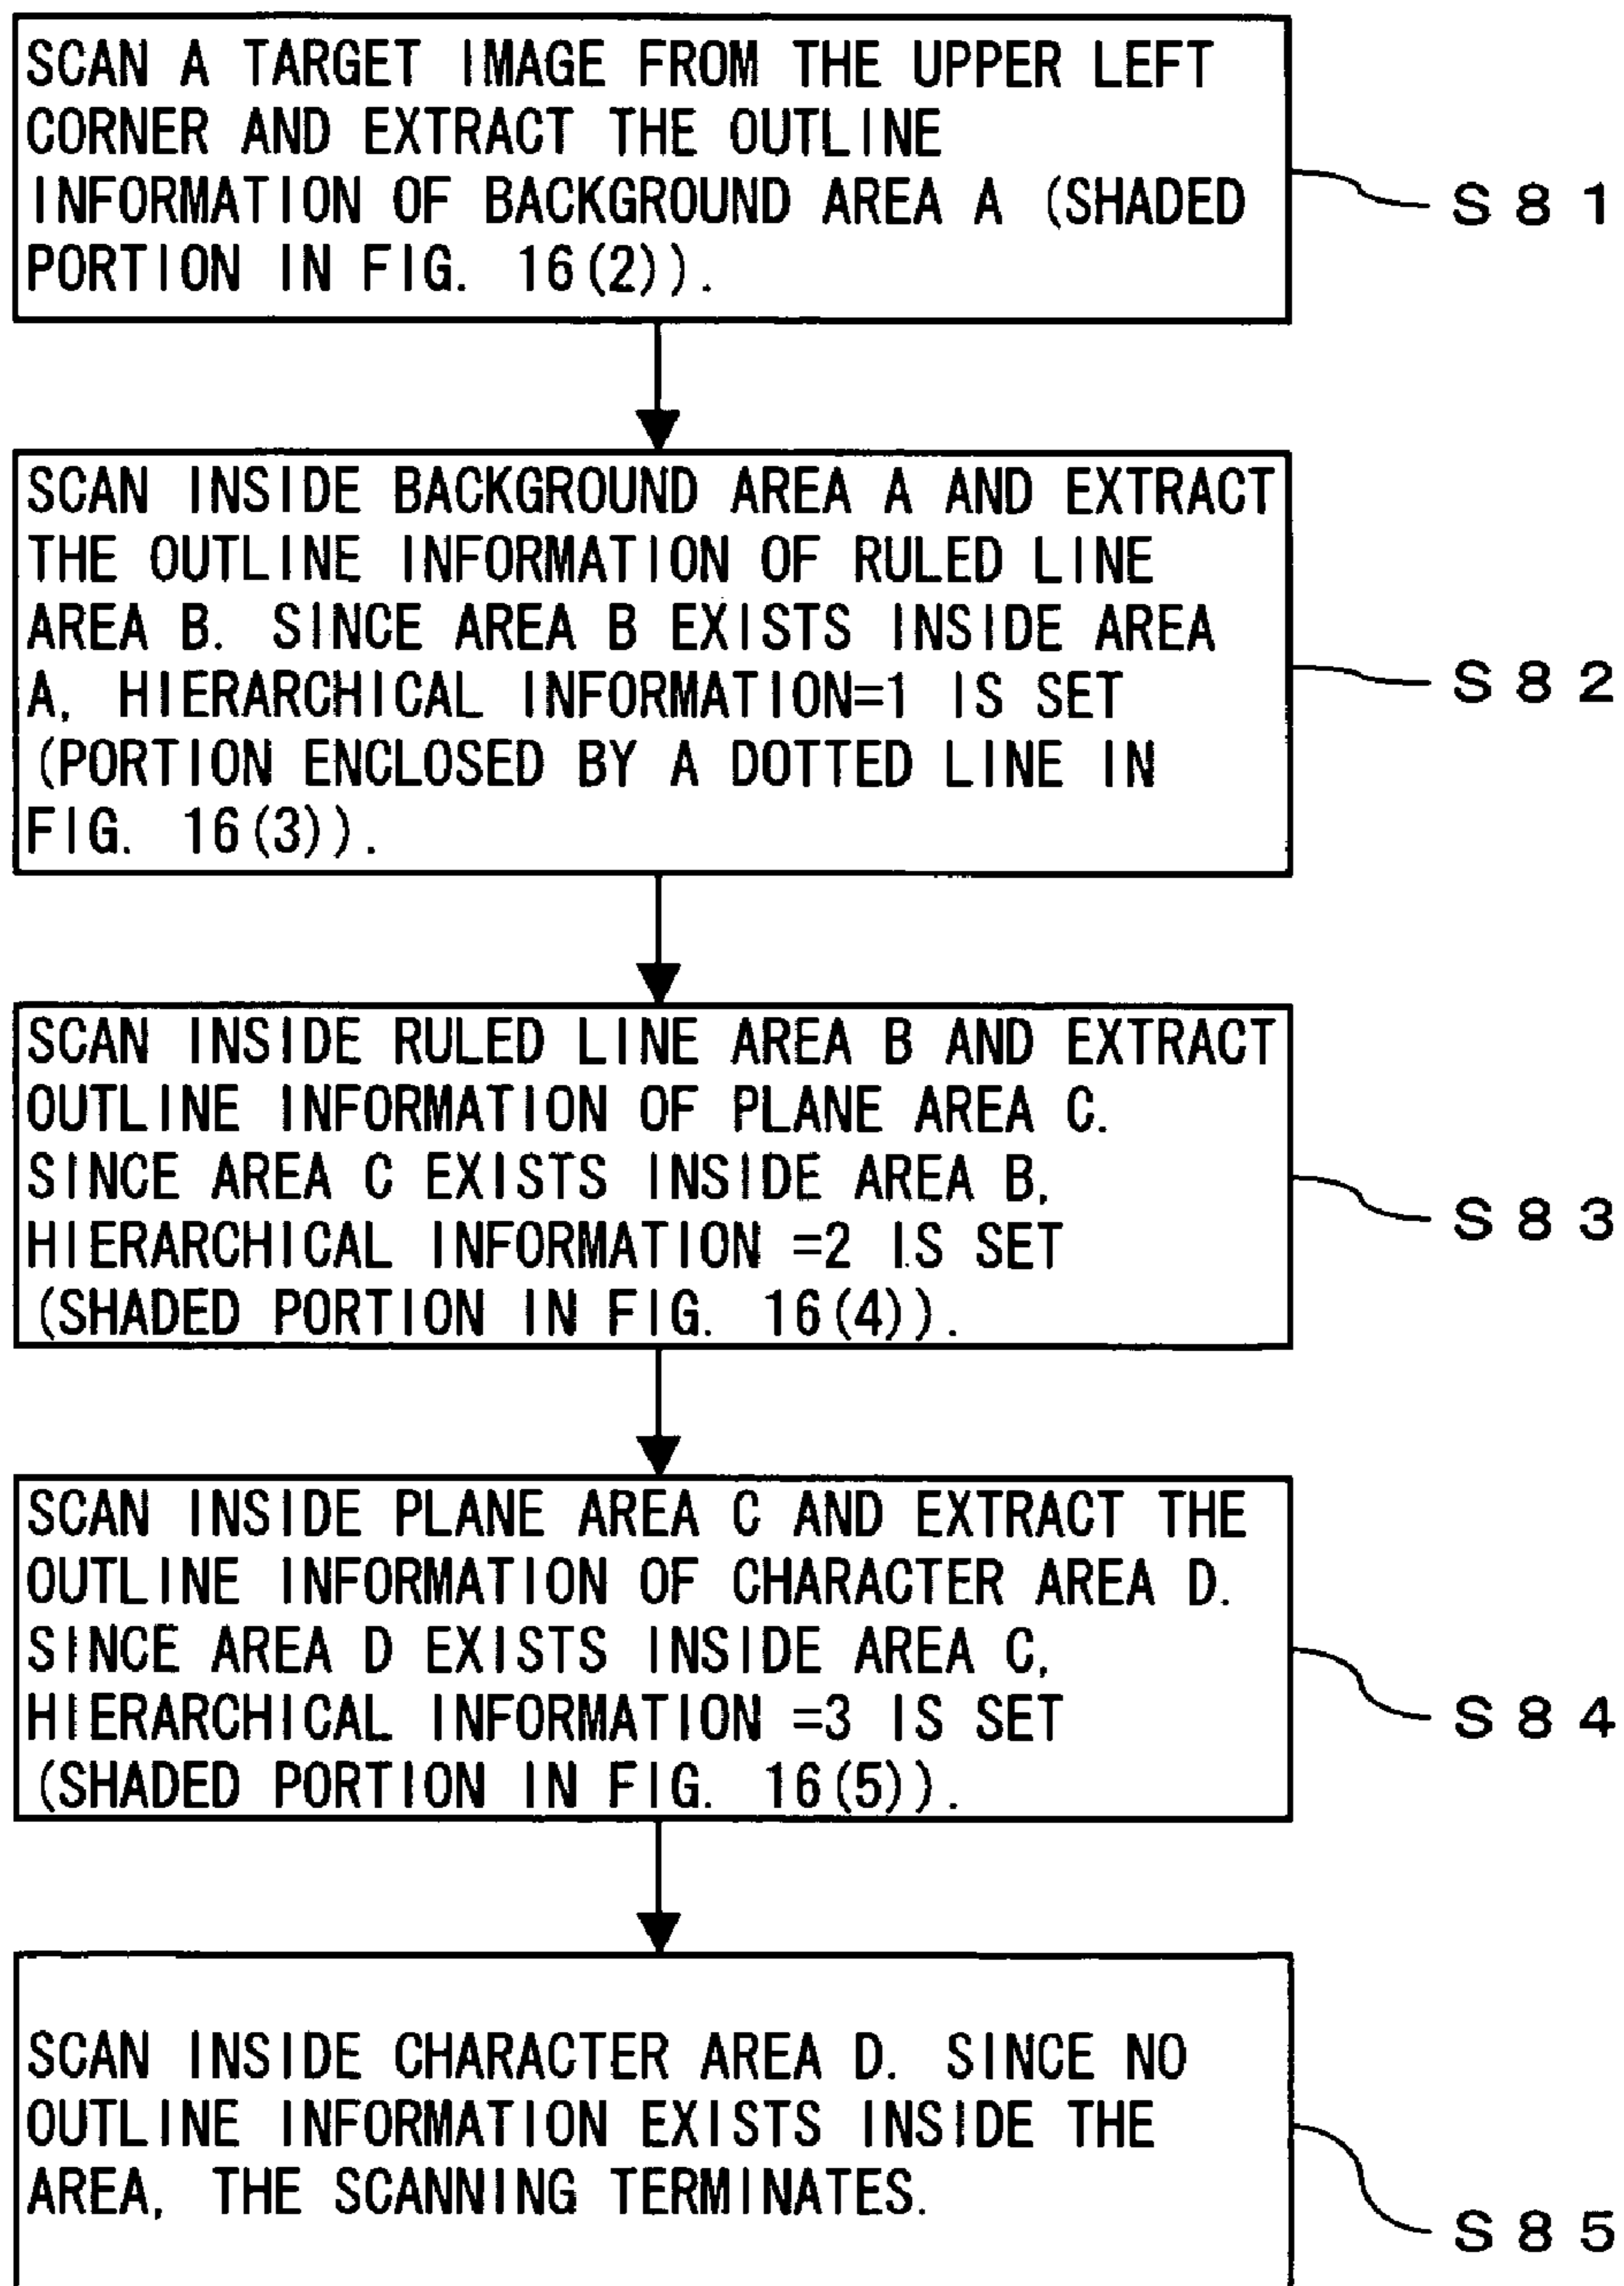 SCAN A TARGET IMAGE FROM THE UPPER LEFT
CORNER AND EXTRACT THE OUTLINE
INFORMATION OF BACKGROUND AREA A (SHADED
PORTION IN FIG. 16(2)).
S81
SCAN INSIDE BACKGROUND AREA A AND EXTRACT
THE OUTLINE INFORMATION OF RULED LINE
AREA B. SINCE AREA B EXISTS INSIDE AREA
A, HIERARCHICAL INFORMATION=1 IS SET
(PORTION ENCLOSED BY A DOTTED LINE IN
FIG. 16(3)).
S82
SCAN INSIDE RULED LINE AREA B AND EXTRACT
OUTLINE INFORMATION OF PLANE AREA C.
SINCE AREA C EXISTS INSIDE AREA B,
HIERARCHICAL INFORMATION =2 IS SET
(SHADED PORTION IN FIG. 16(4)).
S83
SCAN INSIDE PLANE AREA C AND EXTRACT THE
OUTLINE INFORMATION OF CHARACTER AREA D.
SINCE AREA D EXISTS INSIDE AREA C,
HIERARCHICAL INFORMATION =3 IS SET
(SHADED PORTION IN FIG. 16(5)).
S84
SCAN INSIDE CHARACTER AREA D. SINCE NO
OUTLINE INFORMATION EXISTS INSIDE THE
AREA, THE SCANNING TERMINATES.
S85